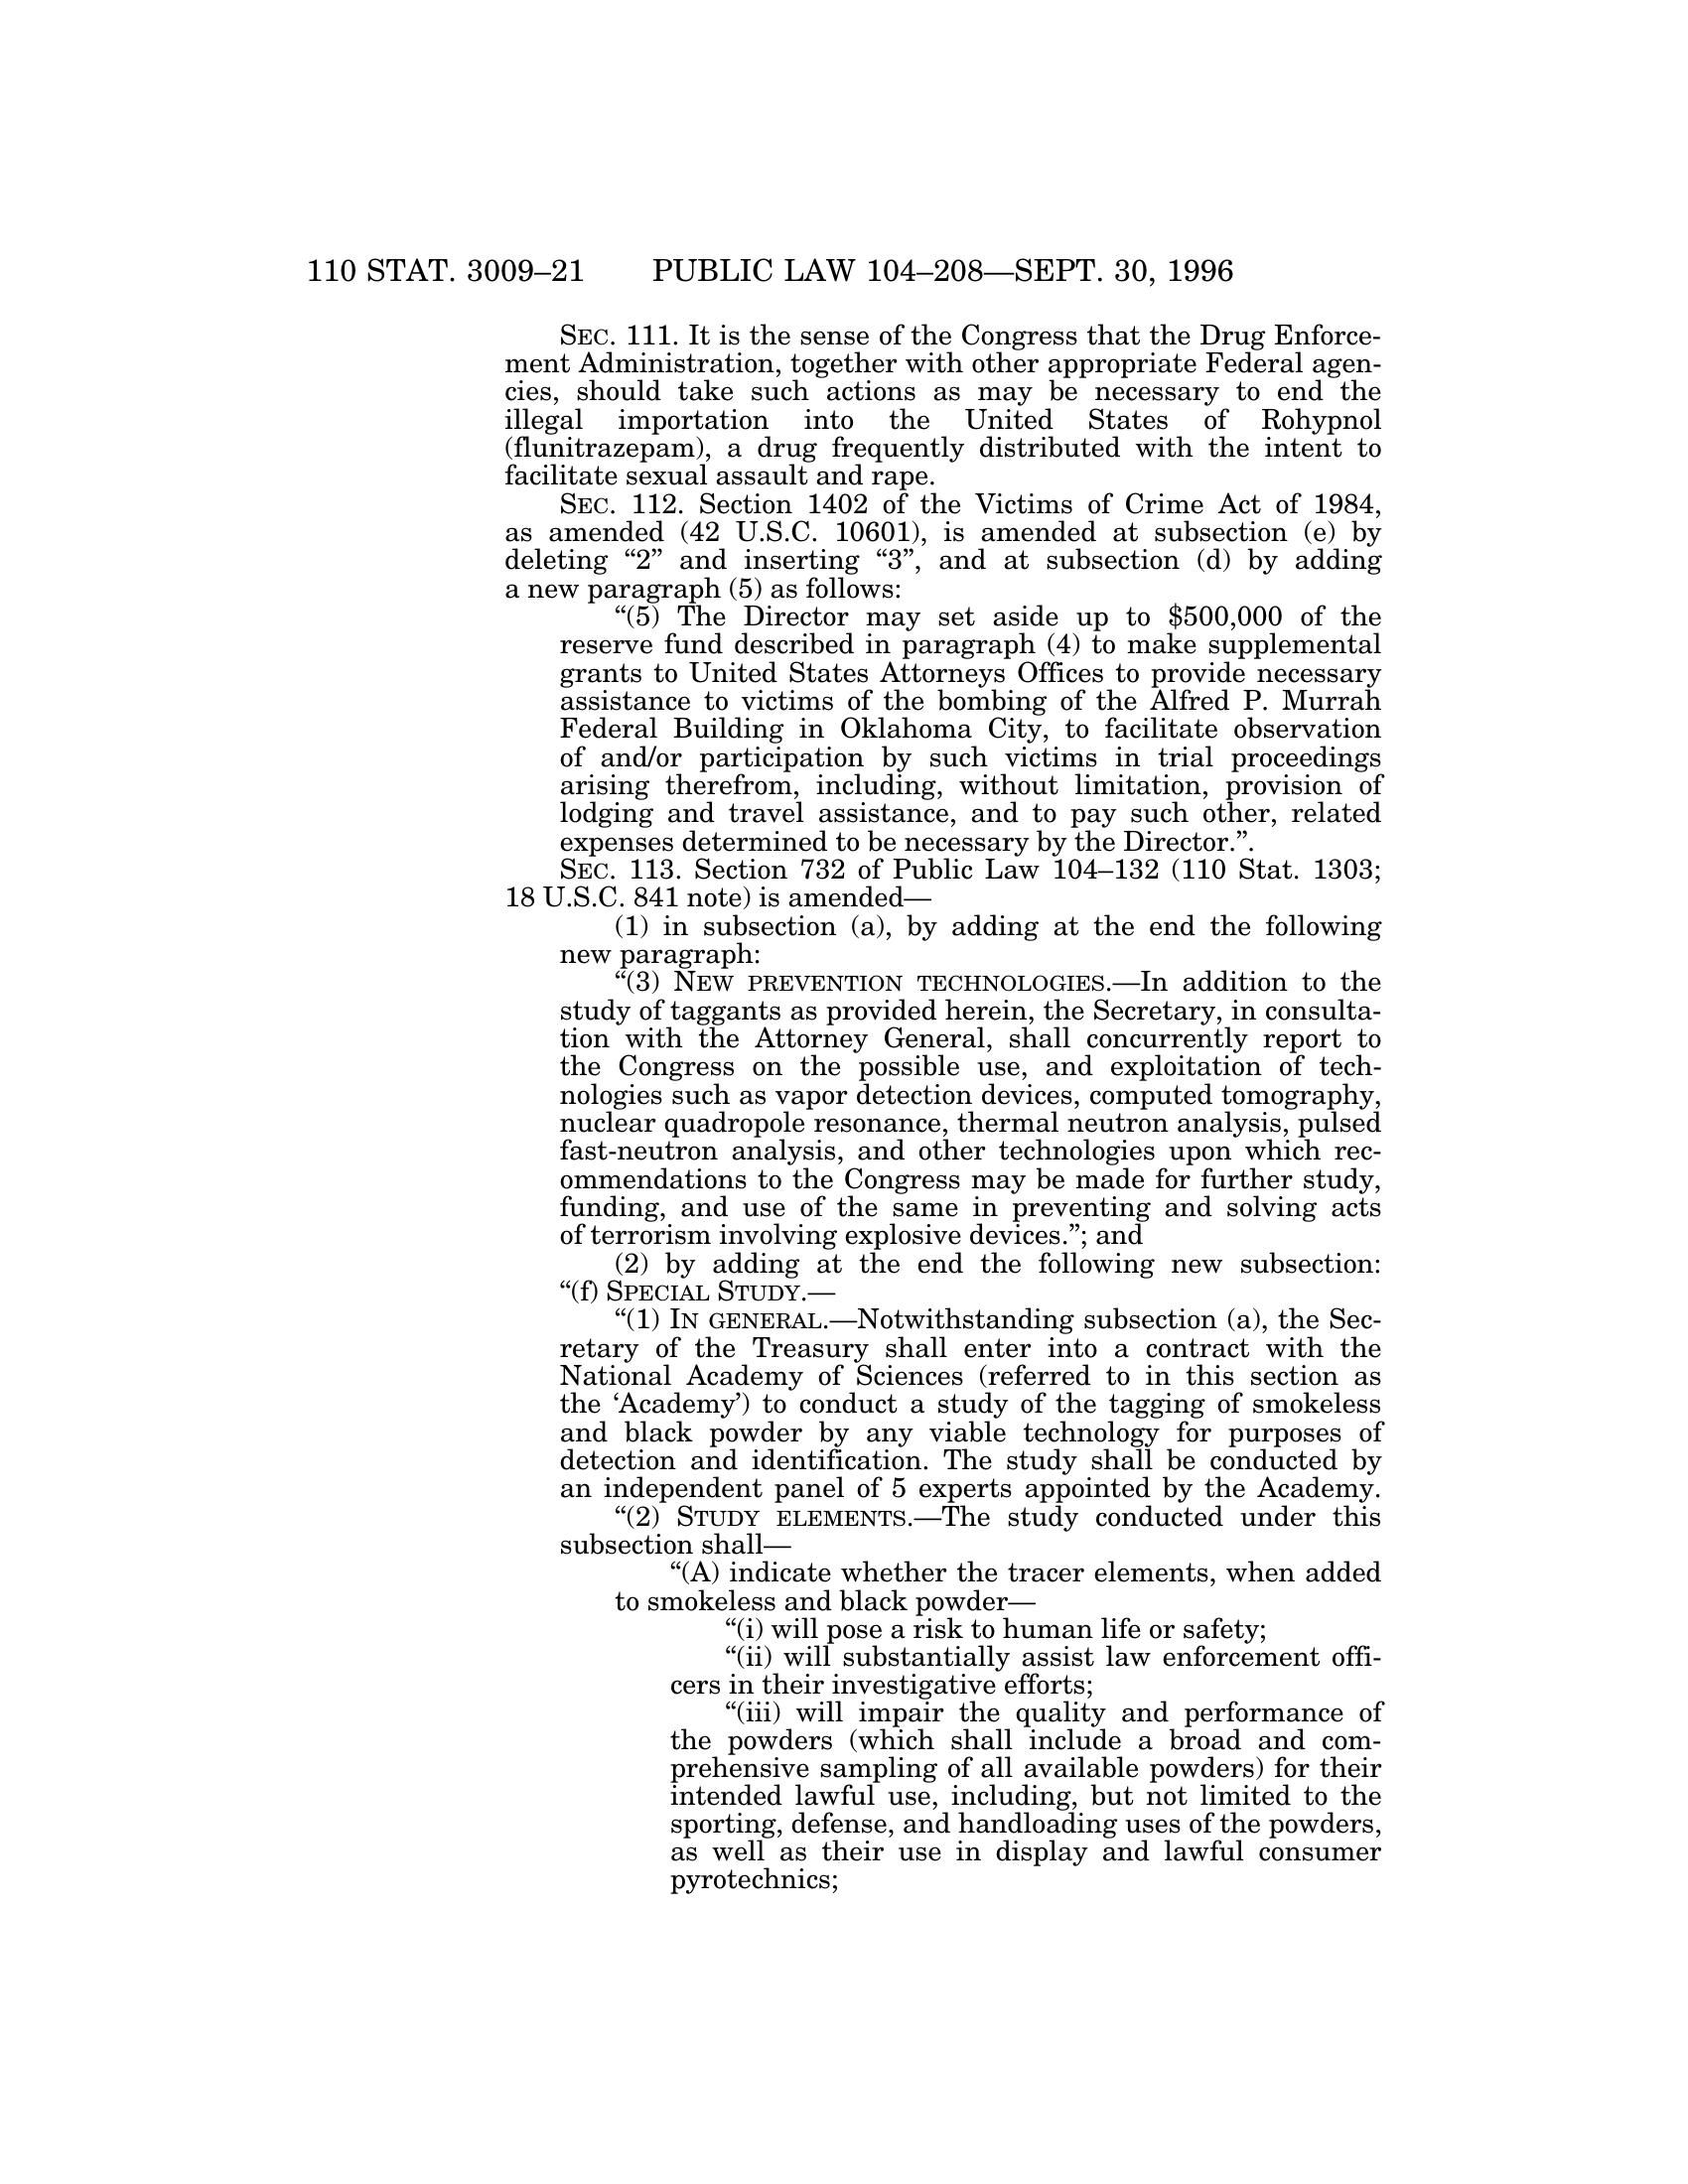 110 STAT. 3009–21 PUBLIC LAW 104–208—SEPT. 30, 1996
SEC. 111. It is the sense of the Congress that the Drug Enforce-
ment Administration, together with other appropriate Federal agen-
cies, should take such actions as may be necessary to end the
illegal importation into the United States of Rohypnol
(flunitrazepam), a drug frequently distributed with the intent to
facilitate sexual assault and rape.
SEC. 112. Section 1402 of the Victims of Crime Act of 1984,
as amended (42 U.S.C. 10601), is amended at subsection (e) by
deleting “2” and inserting “3”, and at subsection (d) by adding
a new paragraph (5) as follows:
“(5) The Director may set aside up to $500,000 of the
reserve fund described in paragraph (4) to make supplemental
grants to United States Attorneys Offices to provide necessary
assistance to victims of the bombing of the Alfred P. Murrah
Federal Building in Oklahoma City, to facilitate observation
of and/or participation by such victims in trial proceedings
arising therefrom, including, without limitation, provision of
lodging and travel assistance, and to pay such other, related
expenses determined to be necessary by the Director.”.
SEC. 113. Section 732 of Public Law 104–132 (110 Stat. 1303;
18 U.S.C. 841 note) is amended—
(1) in subsection (a), by adding at the end the following
new paragraph:
“(3) NEW PREVENTION TECHNOLOGIES.—In addition to the
study of taggants as provided herein, the Secretary, in consulta-
tion with the Attorney General, shall concurrently report to
the Congress on the possible use, and exploitation of tech-
nologies such as vapor detection devices, computed tomography,
nuclear quadropole resonance, thermal neutron analysis, pulsed
fast-neutron analysis, and other technologies upon which rec-
ommendations to the Congress may be made for further study,
funding, and use of the same in preventing and solving acts
of terrorism involving explosive devices.”; and
(2) by adding at the end the following new subsection:
“(f) SPECIAL STUDY.—
“(1) IN GENERAL.—Notwithstanding subsection (a), the Sec-
retary of the Treasury shall enter into a contract with the
National Academy of Sciences (referred to in this section as
the ‘Academy’) to conduct a study of the tagging of smokeless
and black powder by any viable technology for purposes of
detection and identification. The study shall be conducted by
an independent panel of 5 experts appointed by the Academy.
“(2) STUDY ELEMENTS.—The study conducted under this
subsection shall—
“(A) indicate whether the tracer elements, when added
to smokeless and black powder—
“(i) will pose a risk to human life or safety;
“(ii) will substantially assist law enforcement offi-
cers in their investigative efforts;
“(iii) will impair the quality and performance of
the powders (which shall include a broad and com-
prehensive sampling of all available powders) for their
intended lawful use, including, but not limited to the
sporting, defense, and handloading uses of the powders,
as well as their use in display and lawful consumer
pyrotechnics;